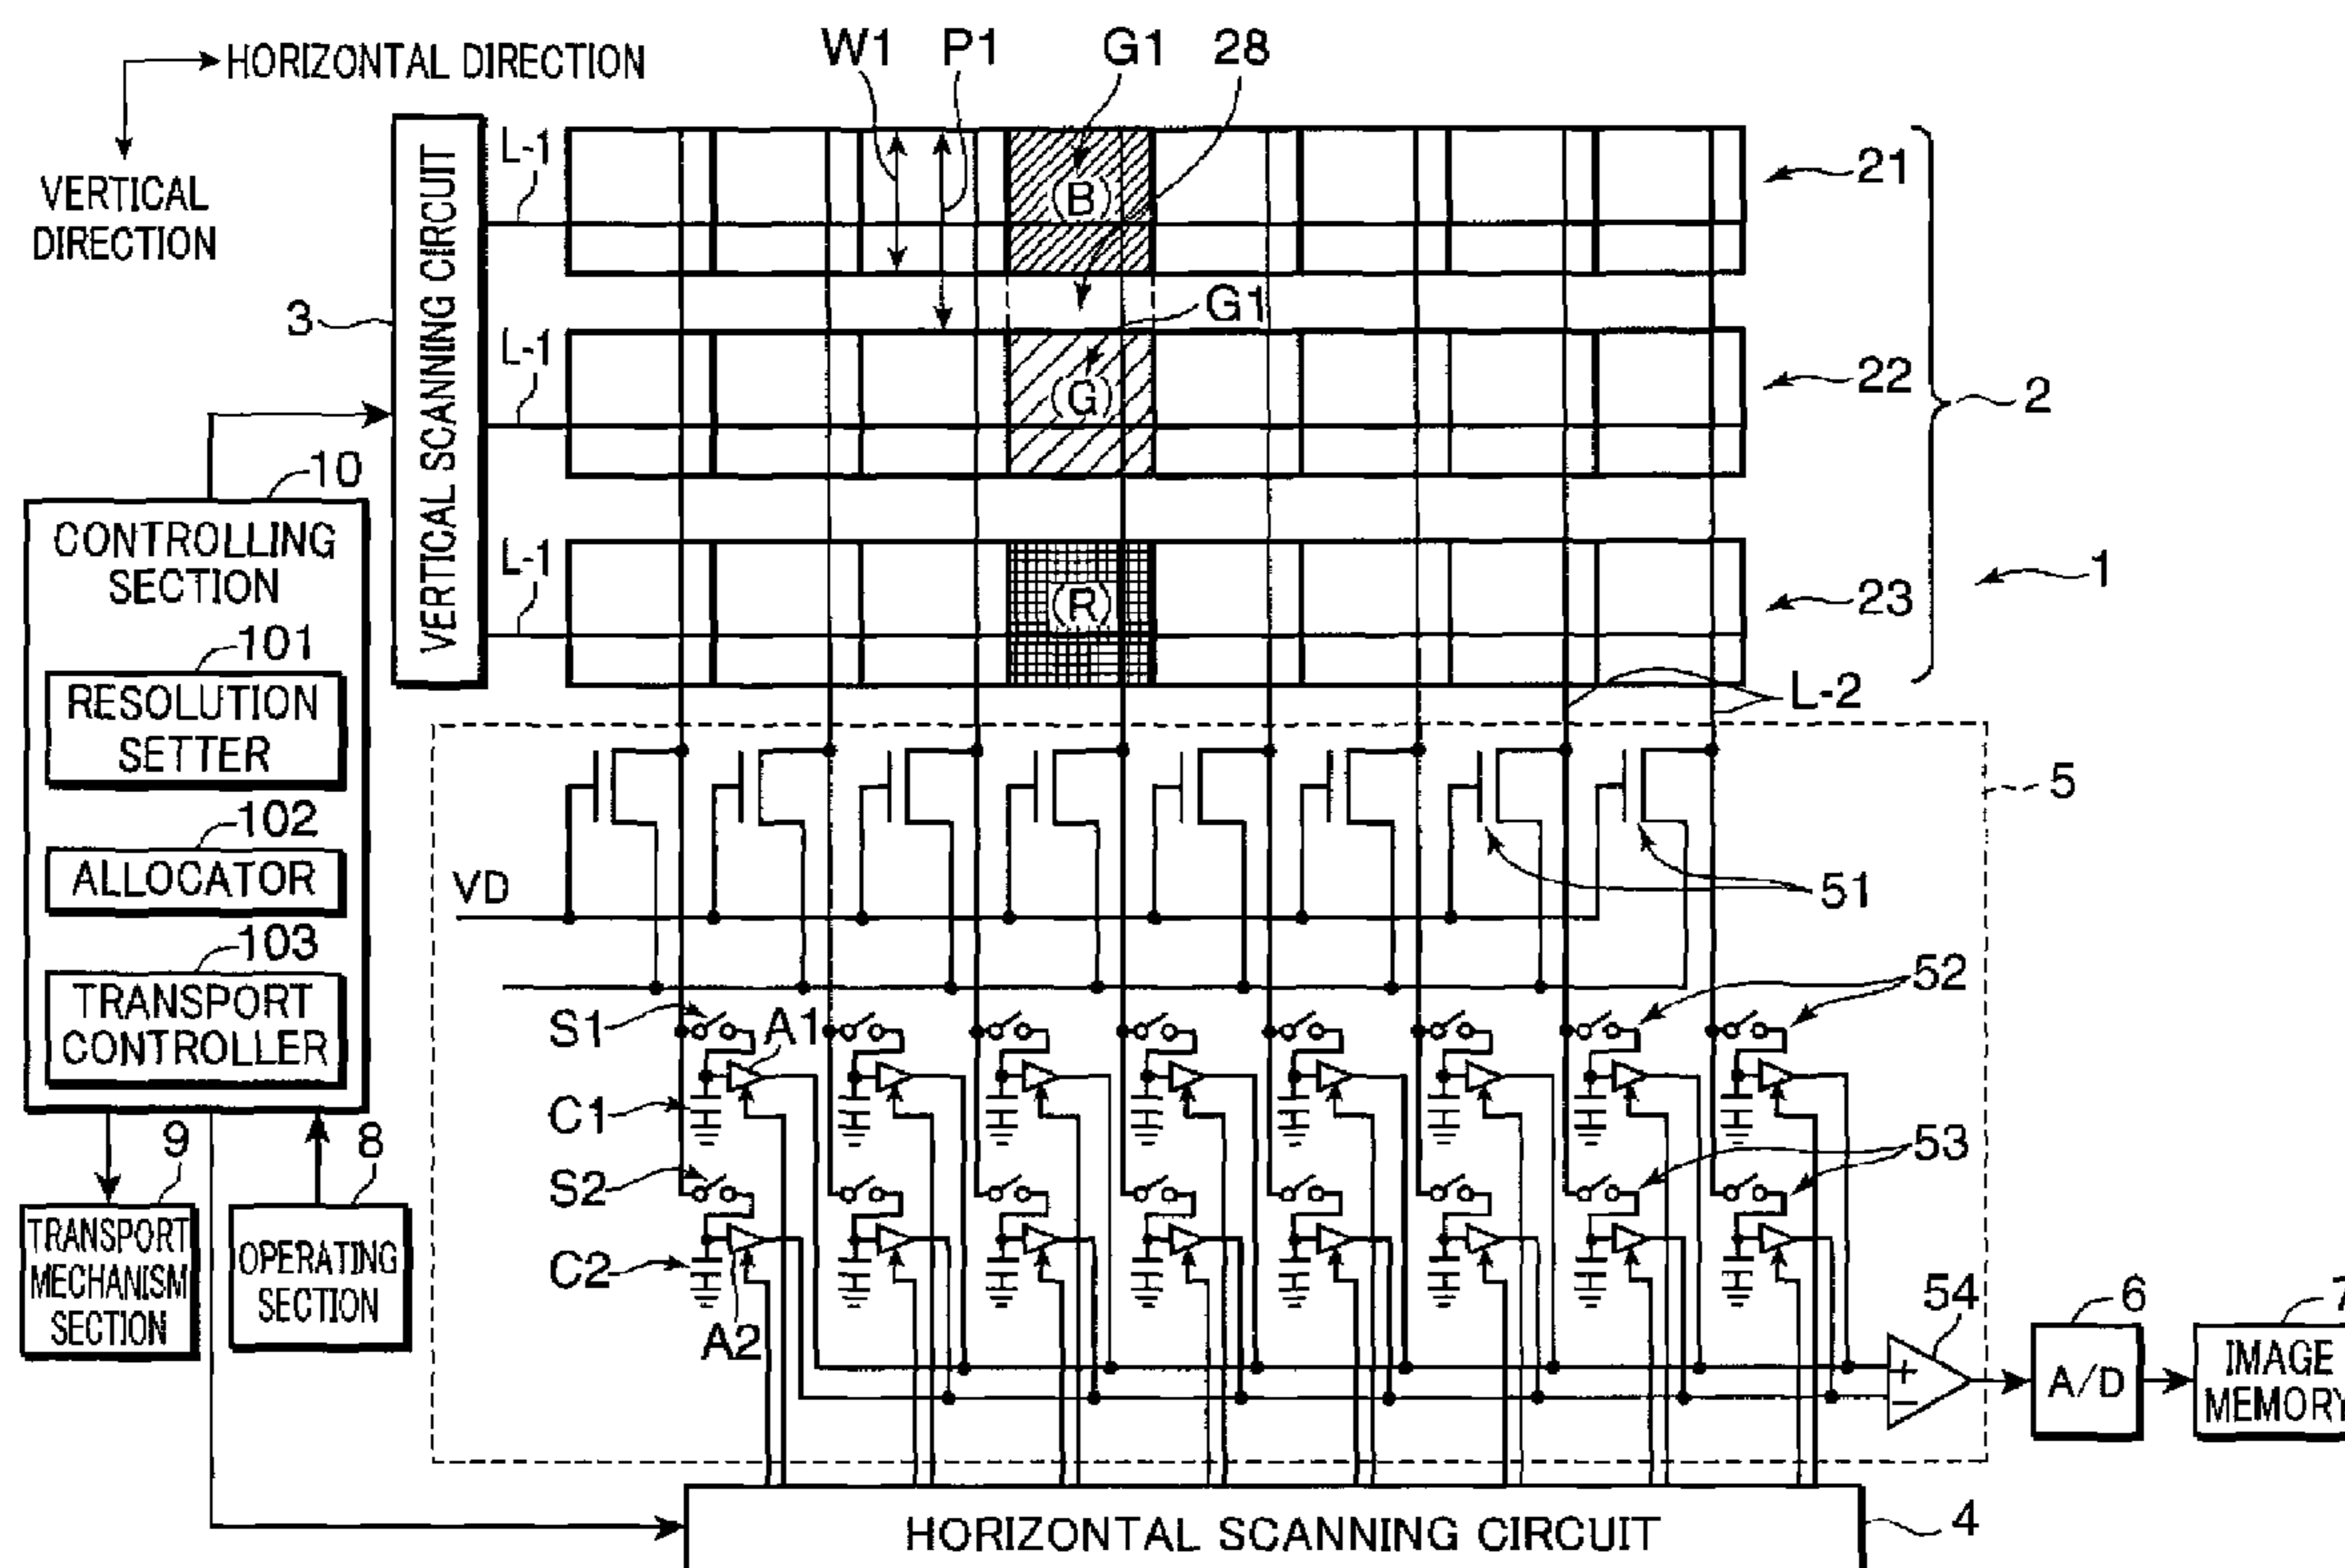 HORIZONTAL DIRECTION
VERTICAL
DIRECTION
W1
P1
G1
28
L-1
21
VERTICAL SCANNING CIRCUIT
3
(B)
G1
L-1
22
2
(G)
10
CONTROLLING
SECTION
L-1
(R)
23
1
101
RESOLUTION
SETTER
L-2
102
ALLOCATOR
5
VD
51
103
TRANSPORT
CONTROLLER
52
S1
A1
C1
53
9
8
TRANSPORT
MECHANISM
SECTION
OPERATING
SECTION
S2
C2
A2
54
+
−
6
A/D
7
IMAGE
MEMORY
HORIZONTAL SCANNING CIRCUIT
4